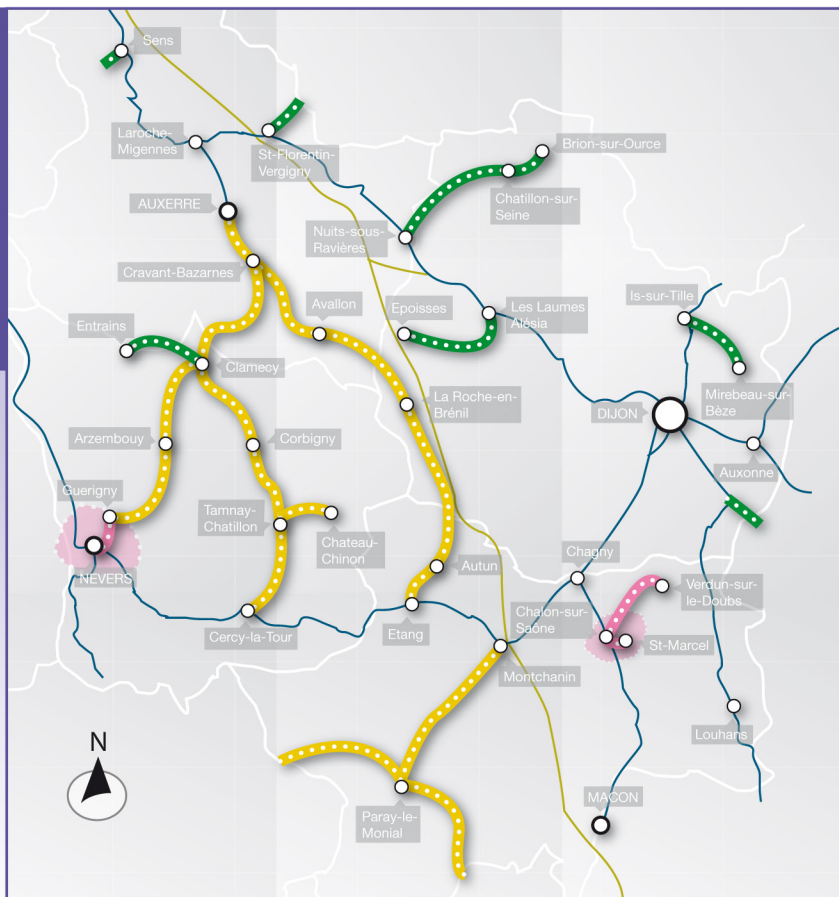 Sens
Laroche-
Migennes
St-Florentin-
Vergigny
Brion-sur-Ource
Chatillon-sur-
Seine
AUXERRE
Nuits-sous-
Ravières
Cravant-Bazarnes
Avallon
Epoisses
Les Laumes
Alésia
Is-sur-Tille
Entrains
Clamecy
Mirebeau-sur-
Bèze
La Roche-en-
Brénil
DIJON
Arzembouy
Corbigny
Auxonne
Guerigny
Tamnay-
Chatillon
Chateau-
Chinon
NEVERS
Autun
Chagny
Verdun-sur-
le-Doubs
Cercy-la-Tour
Etang
Chalon-sur-
Saône
St-Marcel
Montchanin
Louhans
N
MACON
Paray-le-
Monial